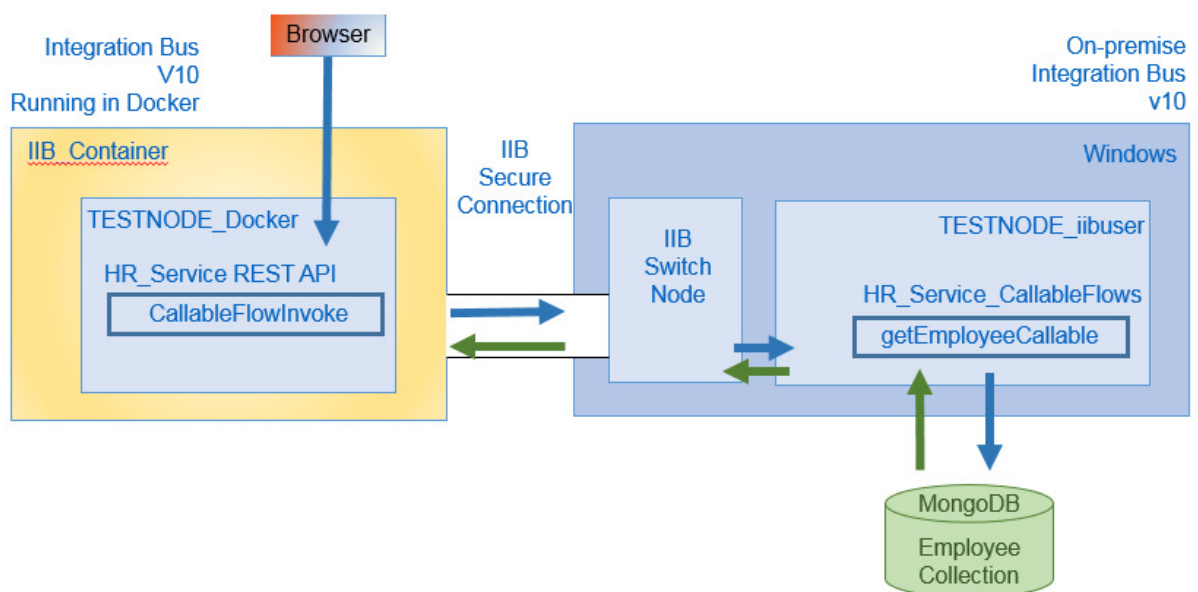 Browser
Integration Bus
V10
Running in Docker
On-premise
Integration Bus
v10
IIB_Container
IIB
Secure
Connection
Windows
TESTNODE_Docker
HR_Service REST API
CallableFlowInvoke
IIB
Switch
Node
TESTNODE_iibuser
HR_Service_CallableFlows
getEmployeeCallable
MongoDB
Employee
Collection